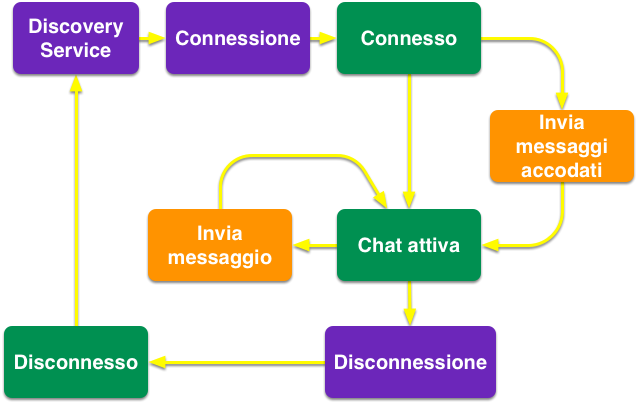 Discovery
Service
Connessione
Connesso
Invia
messaggi
accodati
Invia
messaggio
Chat attiva
Disconnesso
Disconnessione